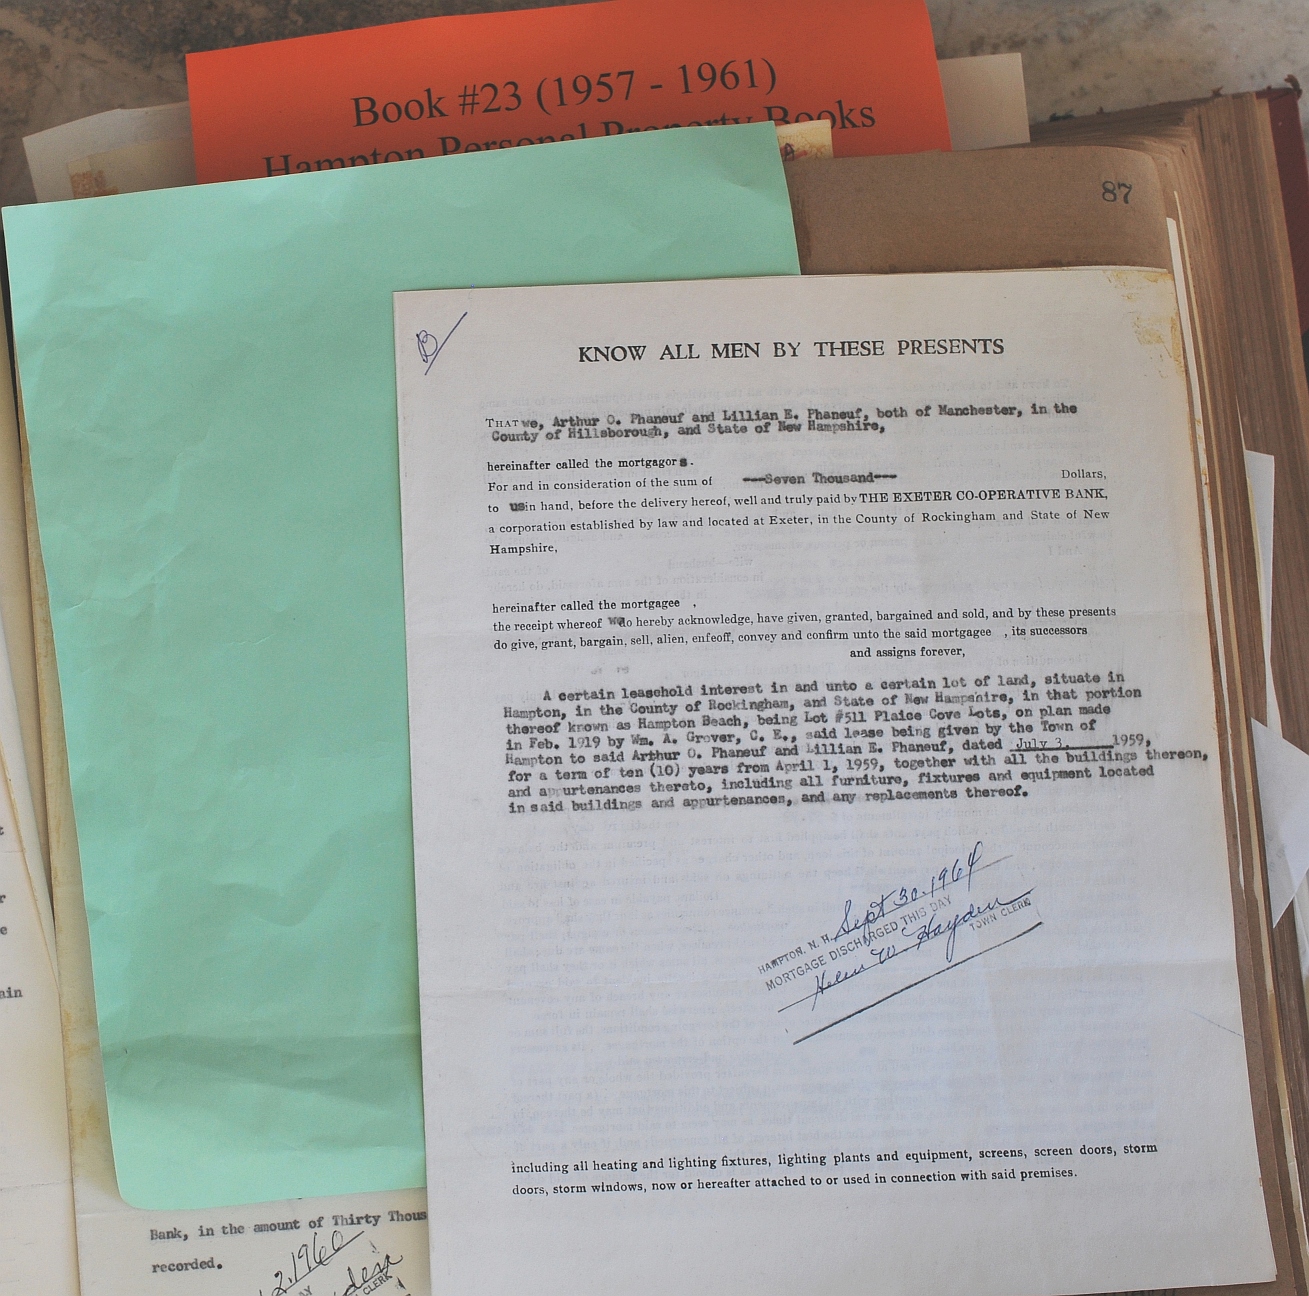 Book #23 (1957 - 1961)
Hampton Personal Property Books
87
B
KNOW ALL MEN BY THESE PRESENTS
THAT we, Arthur O. Phaneuf and Lillian E. Phaneuf, both of Manchester, in the
County of Hillsborough, and State of New Hampshire,
hereinafter called the mortgagors.
For and in consideration of the sum of ---Seven Thousand--- Dollars,
to us in hand, before the delivery hereof, well and truly paid by THE EXETER CO-OPERATIVE BANK,
a corporation established by law and located at Exeter, in the County of Rockingham and State of New
Hampshire,
hereinafter called the mortgagee ,
the receipt whereof we do hereby acknowledge, have given, granted, bargained and sold, and by these presents
do give, grant, bargain, sell, alien, enfeoff, convey and confirm unto the said mortgagee , its successors
and assigns forever,
A certain leasehold interest in and unto a certain lot of land, situate in
Hampton, in the County of Rockingham, and State of New Hampshire, in that portion
thereof known as Hampton Beach, being Lot #511 Plaice Cove Lots, on plan made
in Feb. 1919 by Wm. A. Grover, C. E., said lease being given by the Town of
Hampton to said Arthur O. Phaneuf and Lillian E. Phaneuf, dated July 3, 1959,
for a term of ten (10) years from April 1, 1959, together with all the buildings thereon,
and appurtenances thereto, including all furniture, fixtures and equipment located
in said buildings and appurtenances, and any replacements thereof.
HAMPTON, N. H. Sept 30, 1964
MORTGAGE DISCHARGED THIS DAY
Helen W. Hayden TOWN CLERK
including all heating and lighting fixtures, lighting plants and equipment, screens, screen doors, storm
doors, storm windows, now or hereafter attached to or used in connection with said premises.
Bank, in the amount of Thirty Thous
recorded.
2, 1960
AY
den
CLERK
ain